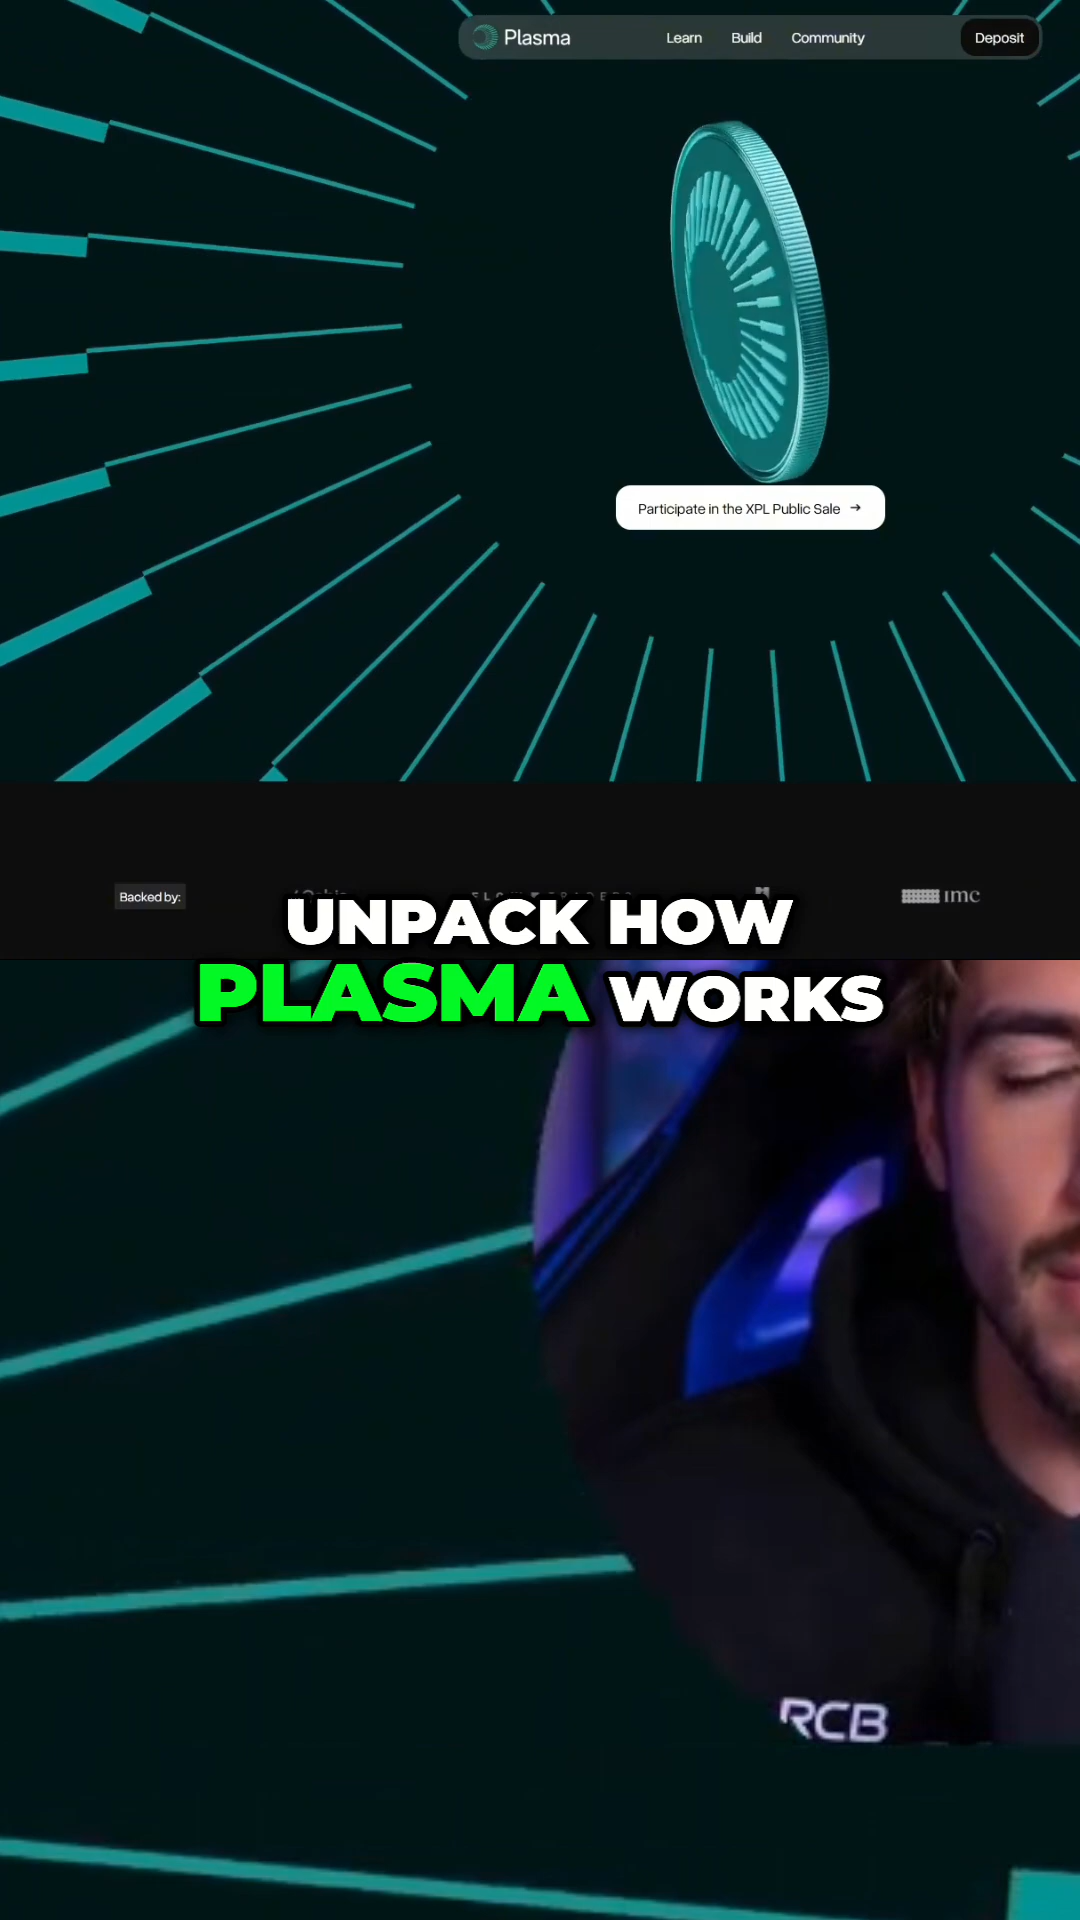 Plasma
Learn
Build
Community
Deposit
Participate in the XPL Public Sale →
Backed by:
imc
UNPACK HOW
PLASMA WORKS
RCB